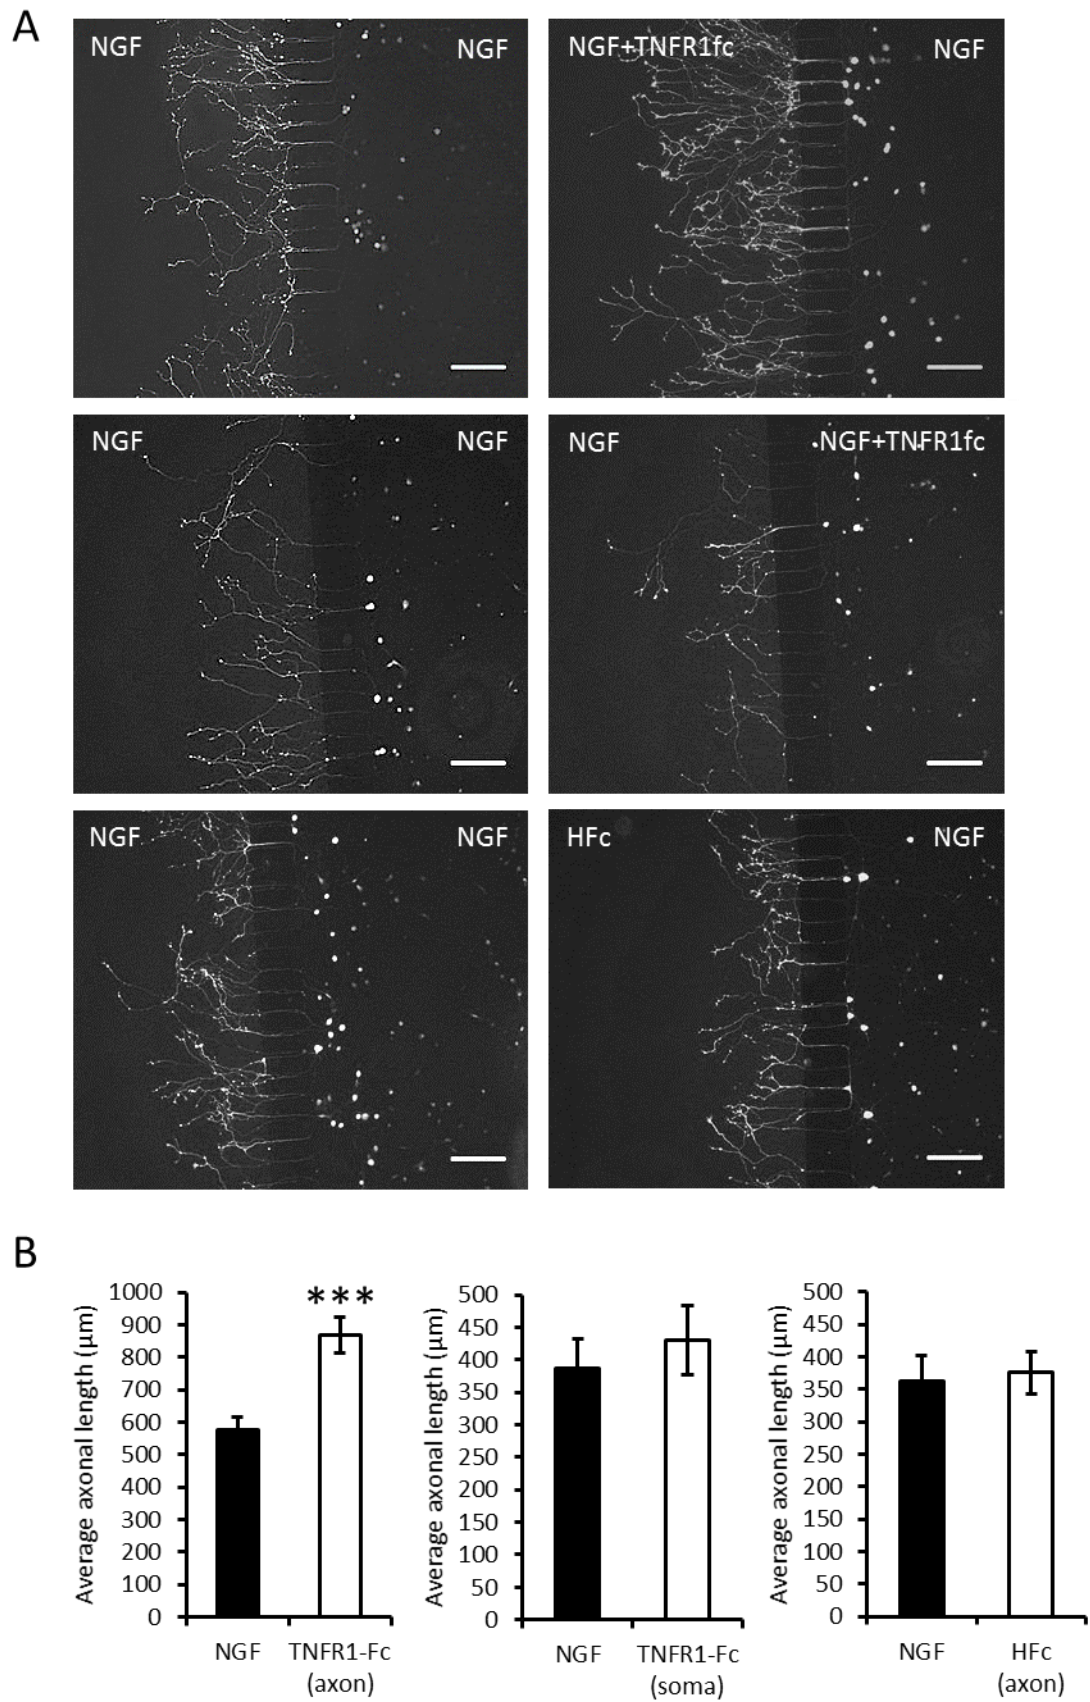 A
NGF NGF
NGF+TNFR1fc NGF
NGF NGF
NGF NGF+TNFR1fc
NGF NGF
HFc NGF
B
Average axonal length (µm)
1000
900
800
700
600
500
400
300
200
100
0
***
NGF TNFR1-Fc
(axon)
Average axonal length (µm)
500
450
400
350
300
250
200
150
100
50
0
NGF TNFR1-Fc
(soma)
Average axonal length (µm)
500
450
400
350
300
250
200
150
100
50
0
NGF HFc
(axon)